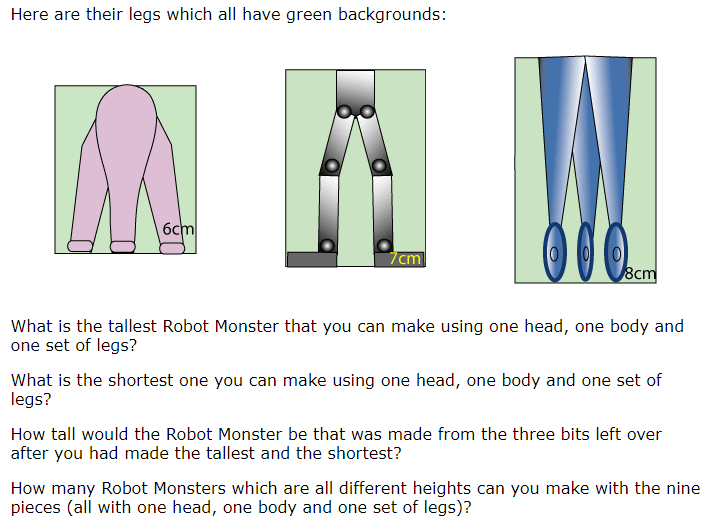 Here are their legs which all have green backgrounds:
6cm
7cm
8cm
What is the tallest Robot Monster that you can make using one head, one body and
one set of legs?
What is the shortest one you can make using one head, one body and one set of
legs?
How tall would the Robot Monster be that was made from the three bits left over
after you had made the tallest and the shortest?
How many Robot Monsters which are all different heights can you make with the nine
pieces (all with one head, one body and one set of legs)?